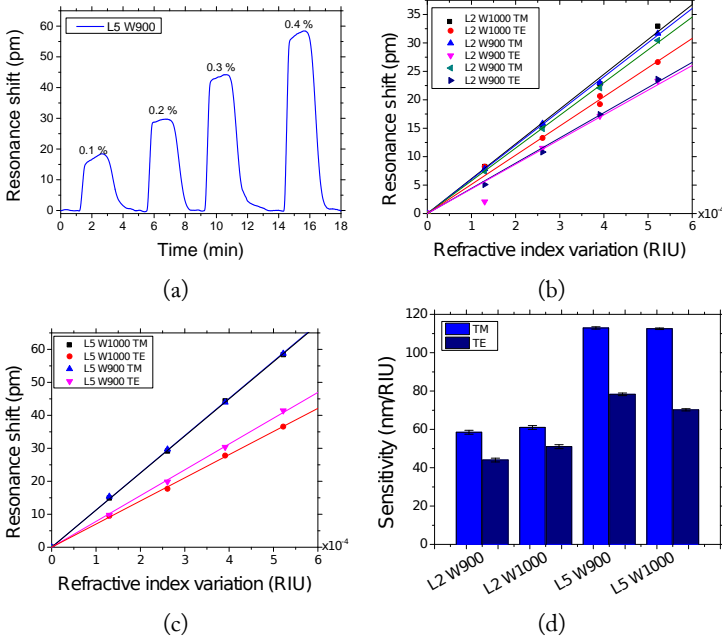 L5 W900
0.1 %
0.2 %
0.3 %
0.4 %
Resonance shift (pm)
0
10
20
30
40
50
60
0 2 4 6 8 10 12 14 16 18
Time (min)
(a)
L2 W1000 TM
L2 W1000 TE
L2 W900 TM
L2 W900 TE
L2 W900 TM
L2 W900 TE
Resonance shift (pm)
0
5
10
15
20
25
30
35
0 1 2 3 4 5 6
x10⁻⁴
Refractive index variation (RIU)
(b)
L5 W1000 TM
L5 W1000 TE
L5 W900 TM
L5 W900 TE
Resonance shift (pm)
0
10
20
30
40
50
60
0 1 2 3 4 5 6
x10⁻⁴
Refractive index variation (RIU)
(c)
TM
TE
Sensitivity (nm/RIU)
0
20
40
60
80
100
120
L2 W900
L2 W1000
L5 W900
L5 W1000
(d)